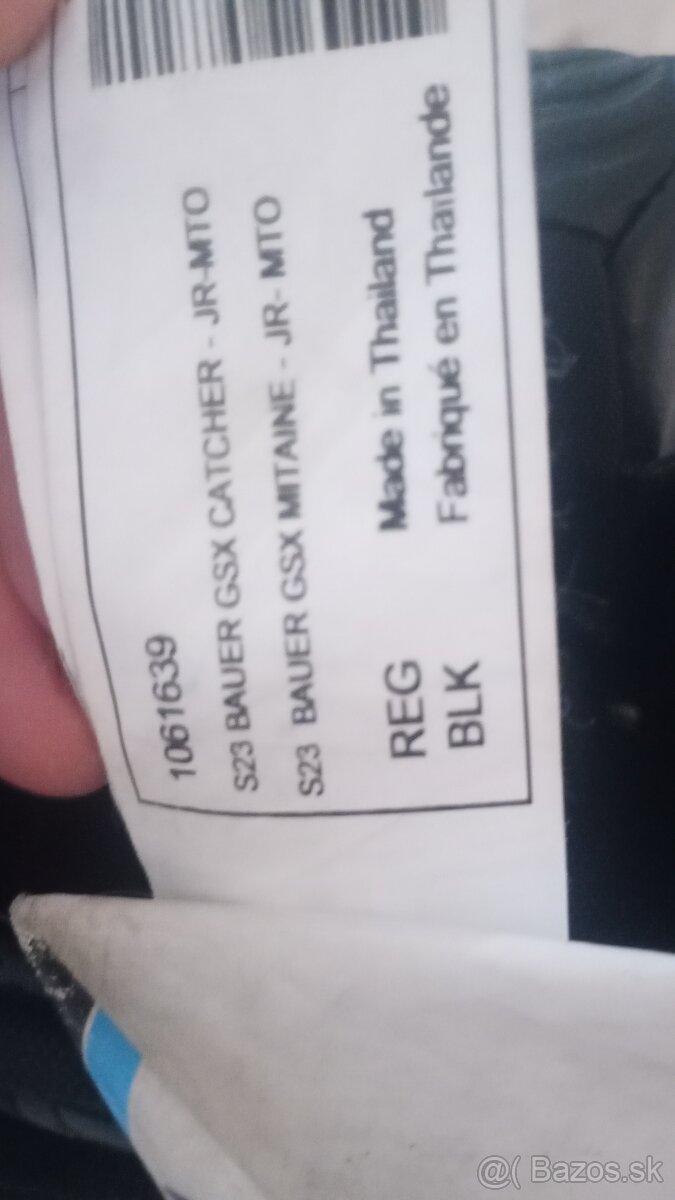 1061639
S23 BAUER GSX CATCHER - JR-MTO
S23 BAUER GSX MITAINE - JR- MTO
REG Made in Thailand
BLK Fabriqué en Thaïlande
@( Bazos.sk